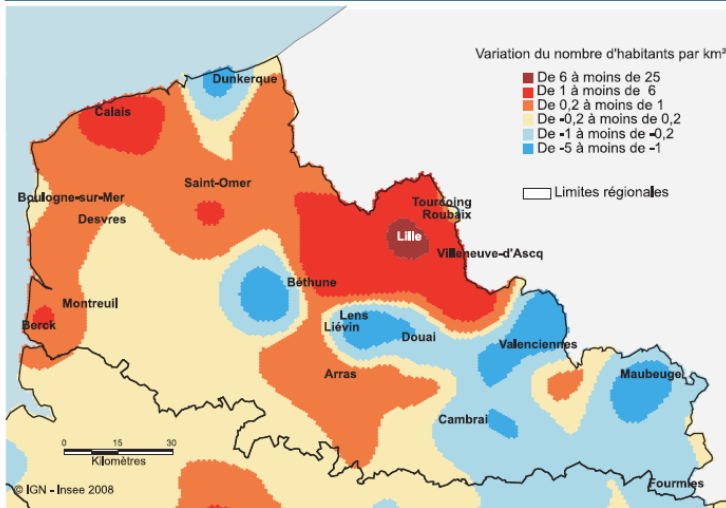 Variation du nombre d'habitants par km²
De 6 à moins de 25
De 1 à moins de 6
De 0,2 à moins de 1
De -0,2 à moins de 0,2
De -1 à moins de -0,2
De -5 à moins de -1
Limites régionales
Dunkerque
Calais
Saint-Omer
Boulogne-sur-Mer
Desvres
Tourcoing
Roubaix
Lille
Villeneuve-d'Ascq
Béthune
Montreuil
Berck
Lens
Liévin
Douai
Valenciennes
Arras
Maubeuge
Cambrai
Fourmies
0 15 30
Kilomètres
© IGN - Insee 2008